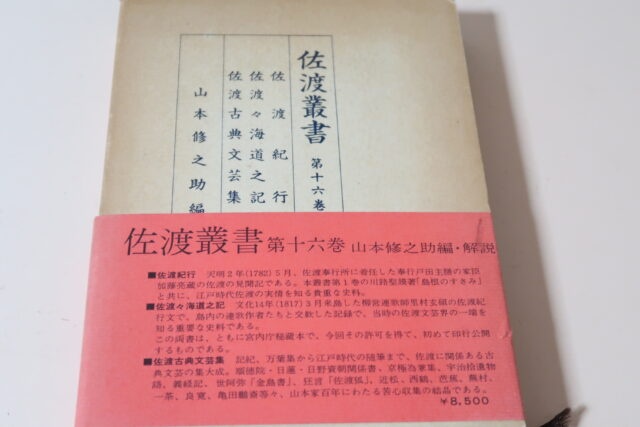 佐渡叢書 第十六巻
佐渡紀行
佐渡々海道之記
佐渡古典文芸集
山本修之助編
佐渡叢書 第十六巻 山本修之助編・解説
■佐渡紀行 天明2年(1782)5月、佐渡奉行所に着任した奉行戸田主膳の家臣
加藤亮蔵の佐渡の見聞記である。本叢書第1巻の川路聖謨著「島根のすさみ」
と共に、江戸時代佐渡の実情を知る貴重な史料。
■佐渡々海道之記 文化14年(1817)3月来島した柳営連歌師里村玄碩の佐渡紀
行文で、島内の連歌作者たちと交歓した記録で、当時の佐渡文芸界の一端を
知る重要な史料である。
この両書は、ともに宮内庁秘蔵本で、今回その許可を得て、初めて印行公開
するものである。
■佐渡古典文芸集 記紀、万葉集から江戸時代の随筆まで、佐渡に関係ある古
典文芸の集大成。順徳院・日蓮・日野資朝関係書、京極為兼集、宇治拾遺物
語、義経記、世阿弥「金島書」、狂言「佐渡狐」、近松、西鶴、芭蕉、蕪村、
一茶、良寛、亀田鵬斎等々、山本家百年にわたる苦心収集の結晶である。
¥8,500